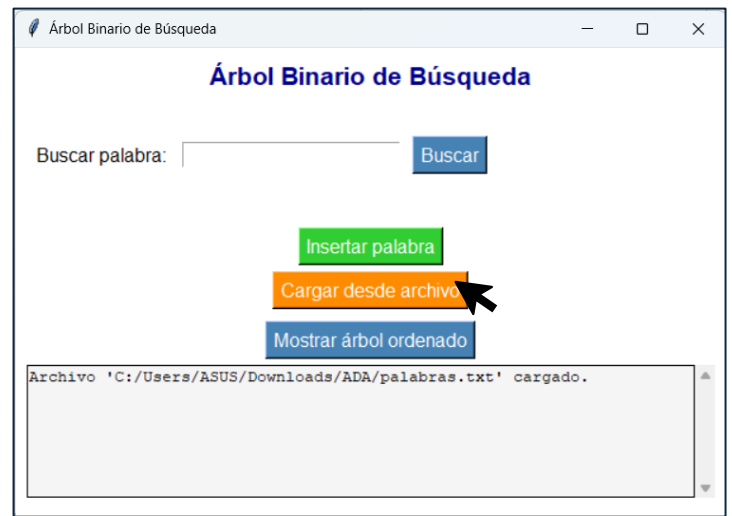 Árbol Binario de Búsqueda
Árbol Binario de Búsqueda
Buscar palabra: Buscar
Insertar palabra
Cargar desde archivo
Mostrar árbol ordenado
Archivo 'C:/Users/ASUS/Downloads/ADA/palabras.txt' cargado.